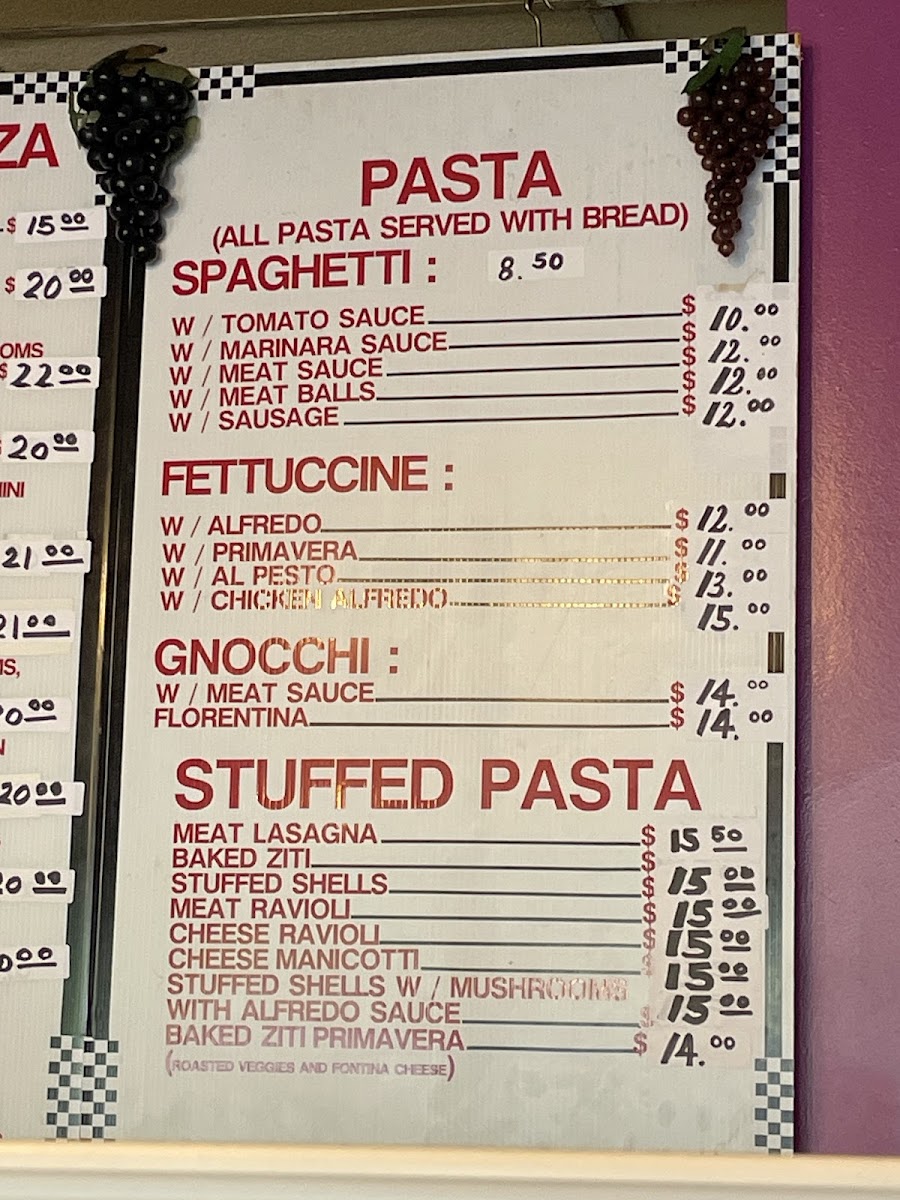 ZA
$ 15 00
$ 20 00
OMS
$ 22 00
20 00
INI
21 00
21 00
MS,
20 00
N
20 00
20 00
0 00
PASTA
(ALL PASTA SERVED WITH BREAD)
SPAGHETTI : 8.50
W / TOMATO SAUCE $ 10.00
W / MARINARA SAUCE $ 12.00
W / MEAT SAUCE $ 12.00
W / MEAT BALLS $
W / SAUSAGE $ 12.00
FETTUCCINE :
W / ALFREDO $ 12.00
W / PRIMAVERA $ 11.00
W / AL PESTO $ 13.00
W / CHICKEN ALFREDO $ 15.00
GNOCCHI :
W / MEAT SAUCE $ 14.00
FLORENTINA $ 14.00
STUFFED PASTA
MEAT LASAGNA $ 15 50
BAKED ZITI $ 15 00
STUFFED SHELLS $ 15 00
MEAT RAVIOLI $ 15 00
CHEESE RAVIOLI $ 15 00
CHEESE MANICOTTI $
STUFFED SHELLS W / MUSHROOMS
WITH ALFREDO SAUCE $ 15 00
BAKED ZITI PRIMAVERA $ 14.00
(ROASTED VEGGIES AND FONTINA CHEESE)